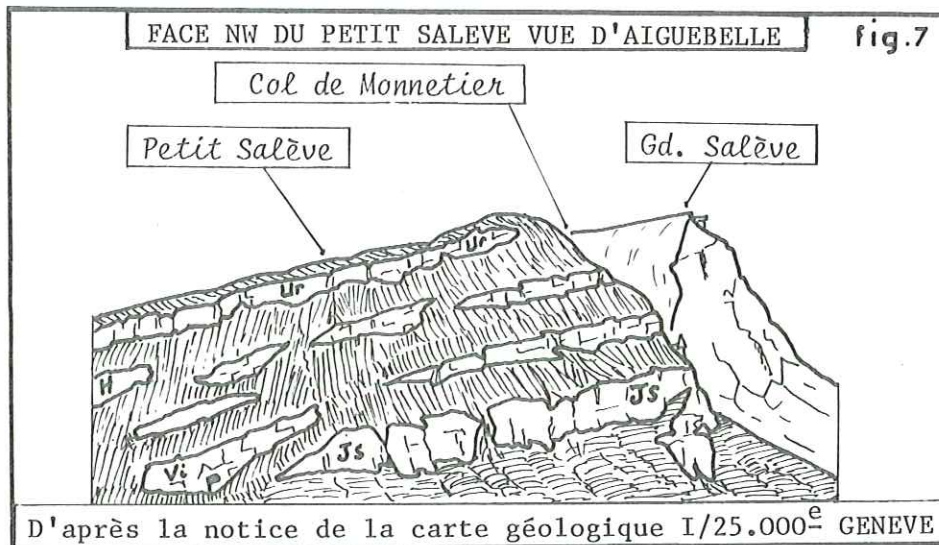 FACE NW DU PETIT SALEVE VUE D'AIGUEBELLE
fig.7
Col de Monnetier
Petit Salève
Gd. Salève
Ur
Ur
H
Js
Js
Vi
D'après la notice de la carte géologique I/25.000e GENEVE